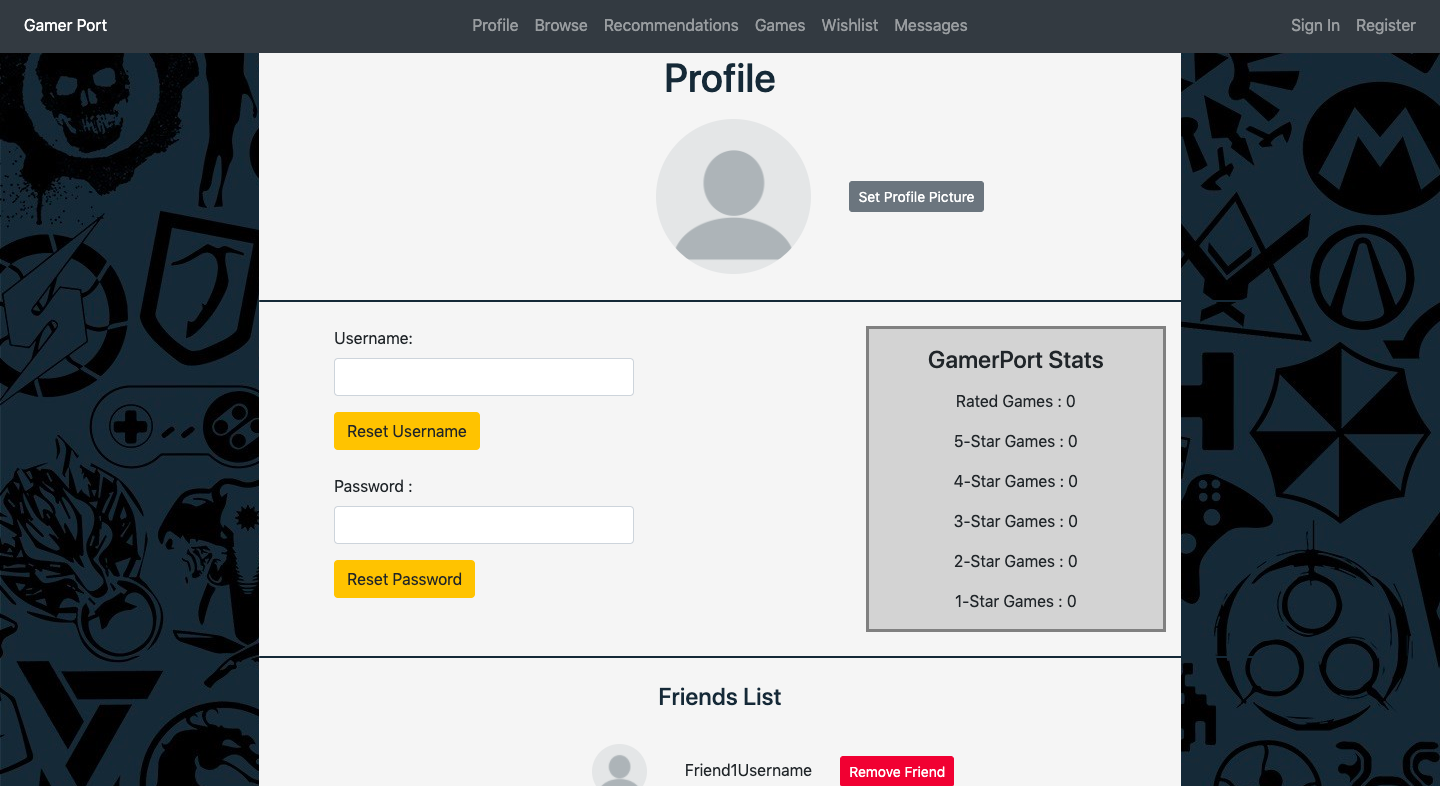 Gamer Port Profile Browse Recommendations Games Wishlist Messages Sign In Register
Profile
Set Profile Picture
Username:
Reset Username
Password :
Reset Password
GamerPort Stats
Rated Games : 0
5-Star Games : 0
4-Star Games : 0
3-Star Games : 0
2-Star Games : 0
1-Star Games : 0
Friends List
Friend1Username Remove Friend